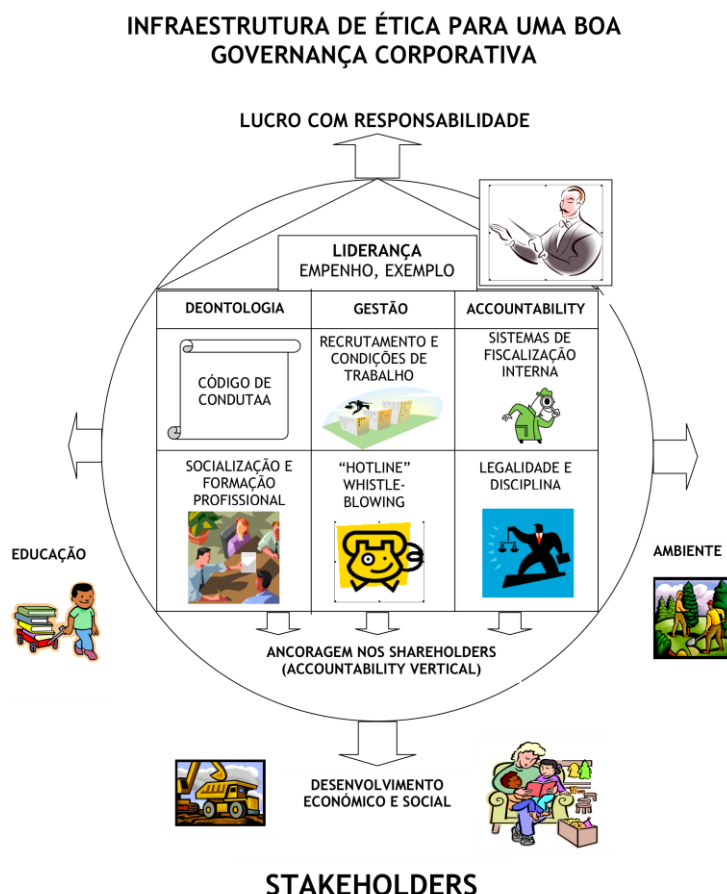 INFRAESTRUTURA DE ÉTICA PARA UMA BOA
GOVERNANÇA CORPORATIVA
LUCRO COM RESPONSABILIDADE
LIDERANÇA
EMPENHO, EXEMPLO
DEONTOLOGIA
GESTÃO
ACCOUNTABILITY
CÓDIGO DE
CONDUTAA
RECRUTAMENTO E
CONDIÇÕES DE
TRABALHO
SISTEMAS DE
FISCALIZAÇÃO
INTERNA
SOCIALIZAÇÃO E
FORMAÇÃO
PROFISSIONAL
“HOTLINE”
WHISTLE-
BLOWING
LEGALIDADE E
DISCIPLINA
EDUCAÇÃO
AMBIENTE
ANCORAGEM NOS SHAREHOLDERS
(ACCOUNTABILITY VERTICAL)
DESENVOLVIMENTO
ECONÓMICO E SOCIAL
STAKEHOLDERS